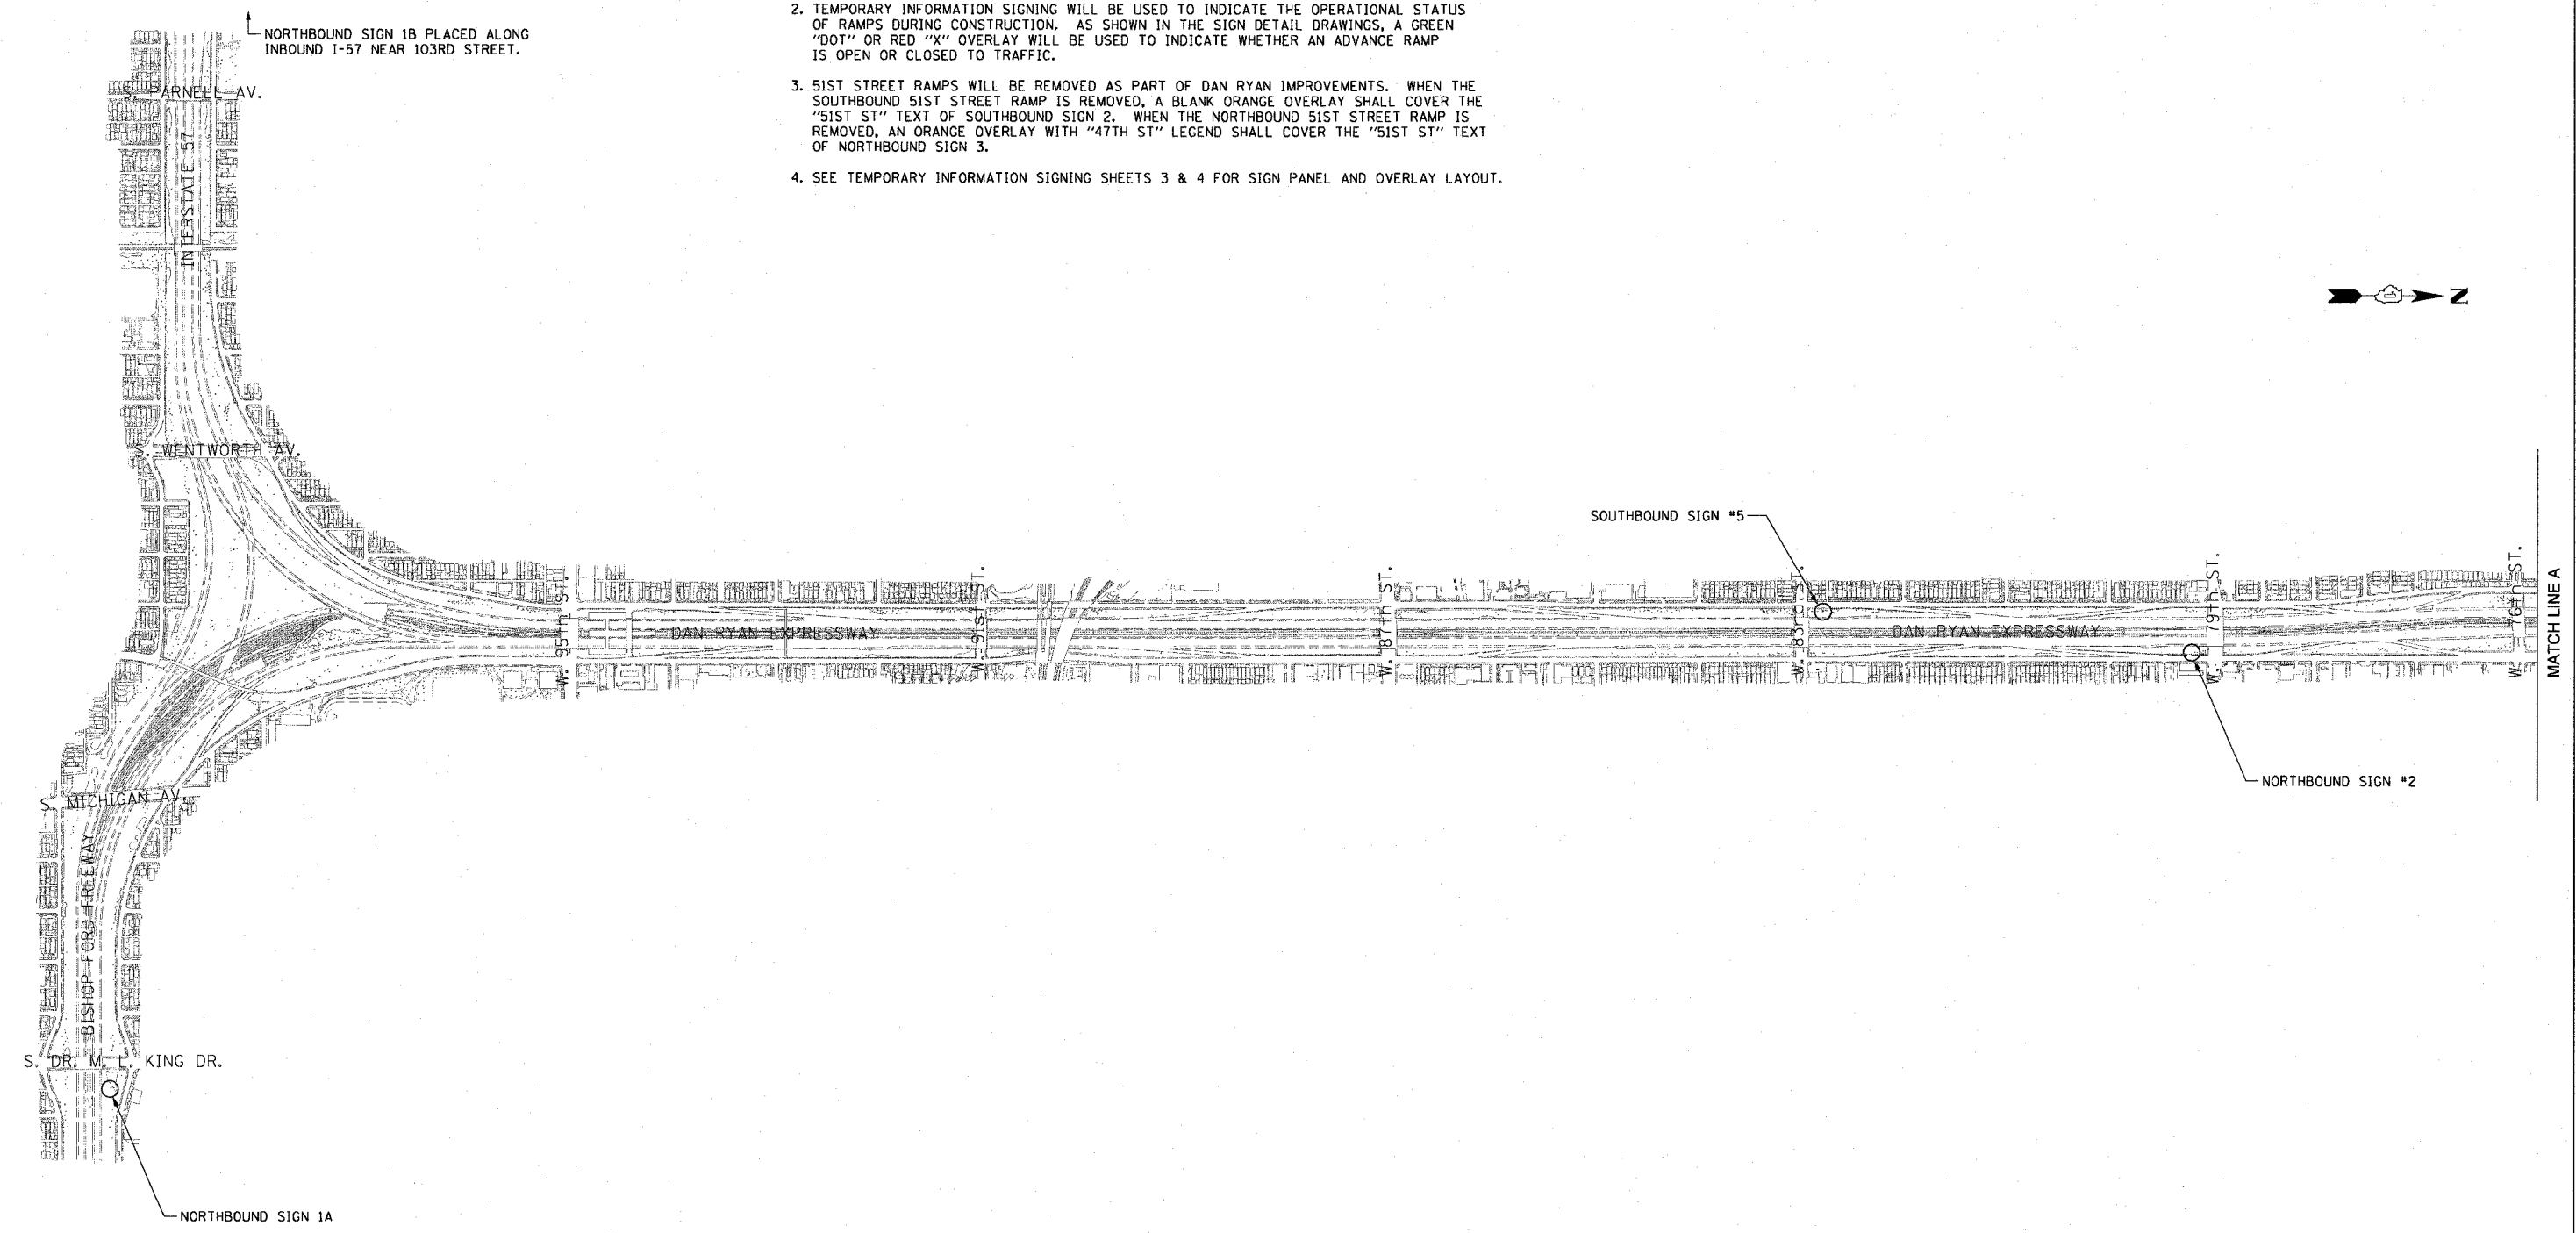 NORTHBOUND SIGN 1B PLACED ALONG
INBOUND I-57 NEAR 103RD STREET.
2. TEMPORARY INFORMATION SIGNING WILL BE USED TO INDICATE THE OPERATIONAL STATUS
OF RAMPS DURING CONSTRUCTION. AS SHOWN IN THE SIGN DETAIL DRAWINGS, A GREEN
"DOT" OR RED "X" OVERLAY WILL BE USED TO INDICATE WHETHER AN ADVANCE RAMP
IS OPEN OR CLOSED TO TRAFFIC.
3. 51ST STREET RAMPS WILL BE REMOVED AS PART OF DAN RYAN IMPROVEMENTS. WHEN THE
SOUTHBOUND 51ST STREET RAMP IS REMOVED, A BLANK ORANGE OVERLAY SHALL COVER THE
"51ST ST" TEXT OF SOUTHBOUND SIGN 2. WHEN THE NORTHBOUND 51ST STREET RAMP IS
REMOVED, AN ORANGE OVERLAY WITH "47TH ST" LEGEND SHALL COVER THE "51ST ST" TEXT
OF NORTHBOUND SIGN 3.
4. SEE TEMPORARY INFORMATION SIGNING SHEETS 3 & 4 FOR SIGN PANEL AND OVERLAY LAYOUT.
S. PARNELL AV.
INTERSTATE 57
N
S. WENTWORTH AV.
SOUTHBOUND SIGN #5
W. 95th ST.
DAN RYAN EXPRESSWAY
W. 91st ST.
W. 87th ST.
W. 83rd ST.
DAN RYAN EXPRESSWAY
W. 79th ST.
W. 76th ST.
MATCH LINE A
NORTHBOUND SIGN #2
S. MICHIGAN AV.
BISHOP FORD FREEWAY
S. DR. M. L. KING DR.
NORTHBOUND SIGN 1A